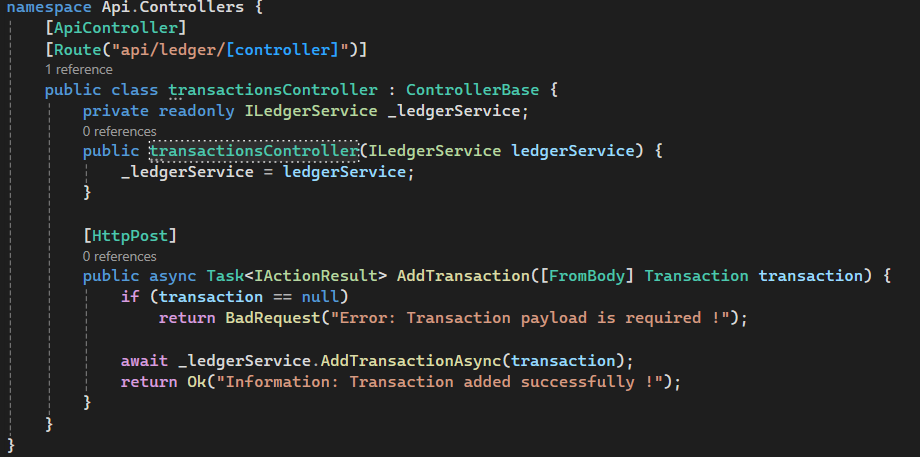 namespace Api.Controllers {
[ApiController]
[Route("api/ledger/[controller]")]
1 reference
public class transactionsController : ControllerBase {
private readonly ILedgerService _ledgerService;
0 references
public transactionsController(ILedgerService ledgerService) {
_ledgerService = ledgerService;
}
[HttpPost]
0 references
public async Task<IActionResult> AddTransaction([FromBody] Transaction transaction) {
if (transaction == null)
return BadRequest("Error: Transaction payload is required !");
await _ledgerService.AddTransactionAsync(transaction);
return Ok("Information: Transaction added successfully !");
}
}
}